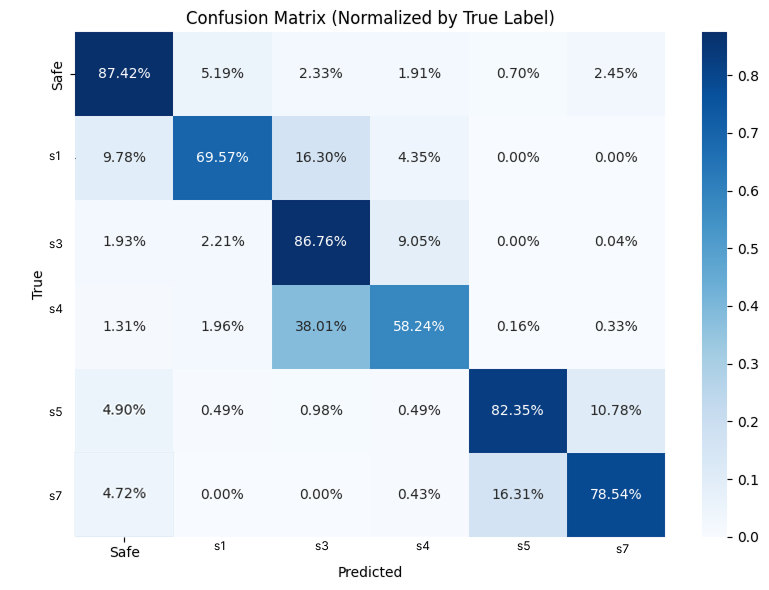 Confusion Matrix (Normalized by True Label)
Safe 87.42% 5.19% 2.33% 1.91% 0.70% 2.45%
s1 9.78% 69.57% 16.30% 4.35% 0.00% 0.00%
s3 1.93% 2.21% 86.76% 9.05% 0.00% 0.04%
s4 1.31% 1.96% 38.01% 58.24% 0.16% 0.33%
s5 4.90% 0.49% 0.98% 0.49% 82.35% 10.78%
s7 4.72% 0.00% 0.00% 0.43% 16.31% 78.54%
True
Safe s1 s3 s4 s5 s7
Predicted
0.8
0.7
0.6
0.5
0.4
0.3
0.2
0.1
0.0